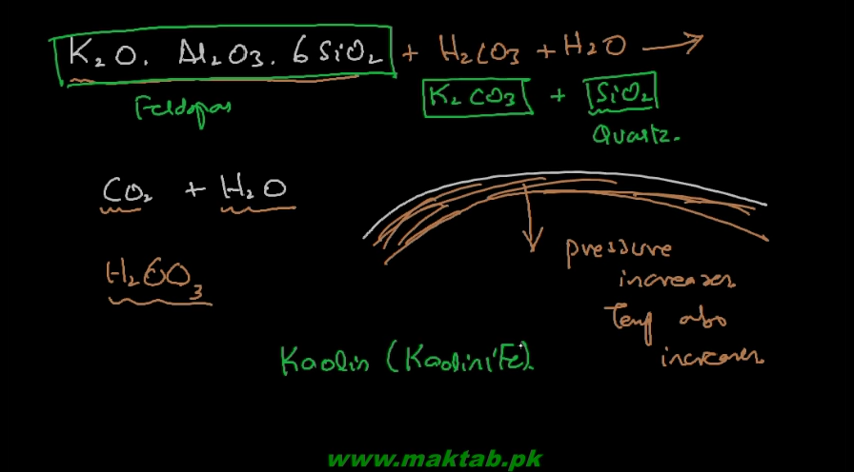 K₂O. Al₂O₃. 6SiO₂ + H₂CO₃ + H₂O →
Feldspar
K₂CO₃ + SiO₂
Quartz.
CO₂ + H₂O
H₂CO₃
pressure
increases
Temp also
increases
Kaolin (Kaolinite).
www.maktab.pk